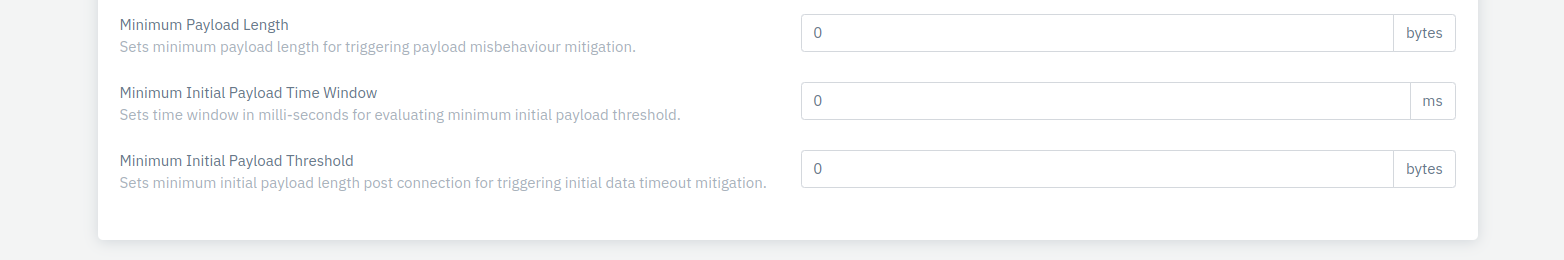 Minimum Payload Length
Sets minimum payload length for triggering payload misbehaviour mitigation.
0 bytes
Minimum Initial Payload Time Window
Sets time window in milli-seconds for evaluating minimum initial payload threshold.
0 ms
Minimum Initial Payload Threshold
Sets minimum initial payload length post connection for triggering initial data timeout mitigation.
0 bytes